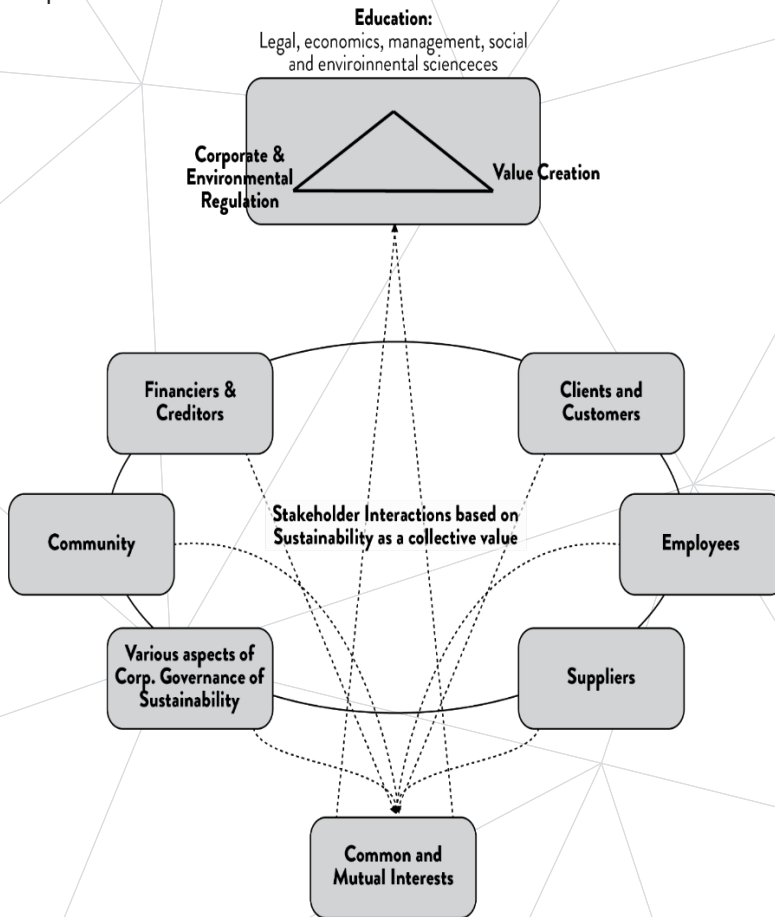 Education:
Legal, economics, management, social
and enviroinnental scienceces
Corporate &
Environmental
Regulation
Value Creation
Financiers &
Creditors
Clients and
Customers
Stakeholder Interactions based on
Sustainability as a collective value
Community
Employees
Various aspects of
Corp. Governance of
Sustainability
Suppliers
Common and
Mutual Interests